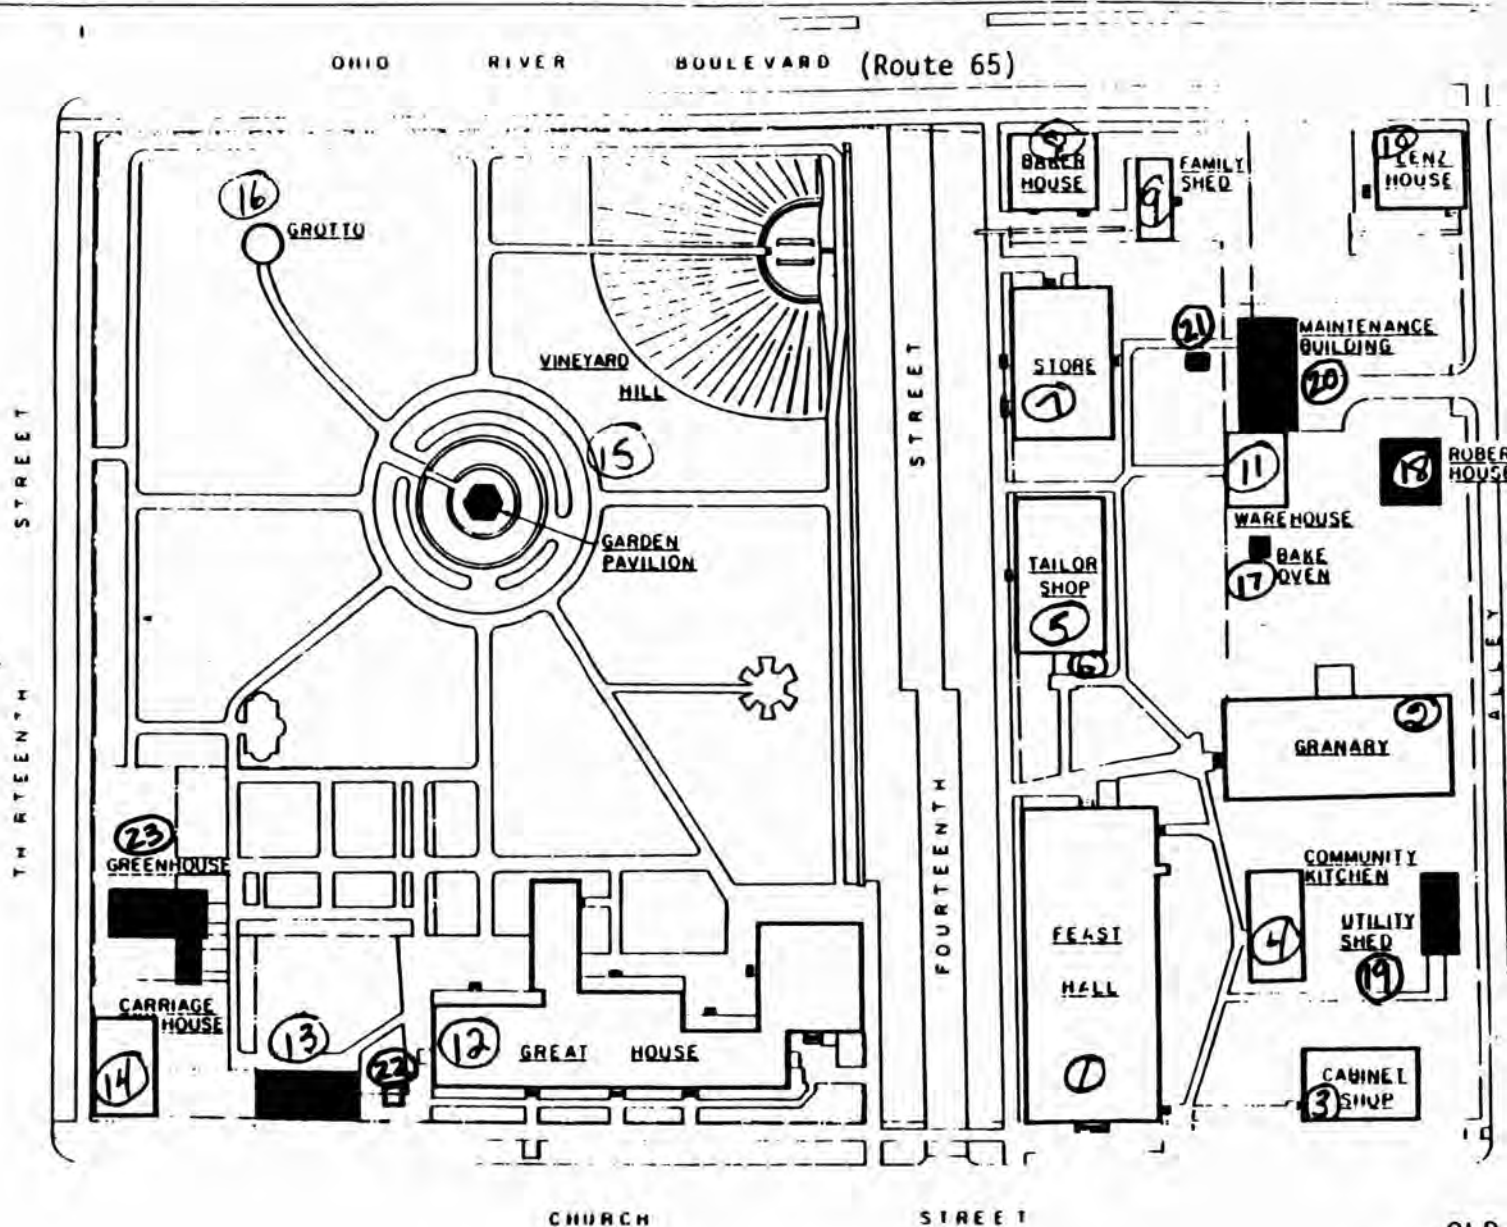 OHIO RIVER BOULEVARD (Route 65)
16
GROTTO
VINEYARD
HILL
15
GARDEN
PAVILION
THIRTEENTH STREET
23
GREENHOUSE
CARRIAGE
HOUSE
14
13
22
12
GREAT HOUSE
FOURTEENTH STREET
BAKER
HOUSE
9
FAMILY
SHED
LENZ
HOUSE
STORE
7
21
MAINTENANCE
BUILDING
20
11
WAREHOUSE
18
ROBER
HOUSE
TAILOR
SHOP
5
6
17
BAKE
OVEN
2
GRANARY
ALLEY
FEAST
HALL
1
COMMUNITY
KITCHEN
4
UTILITY
SHED
19
CABINET
SHOP
3
CHURCH STREET